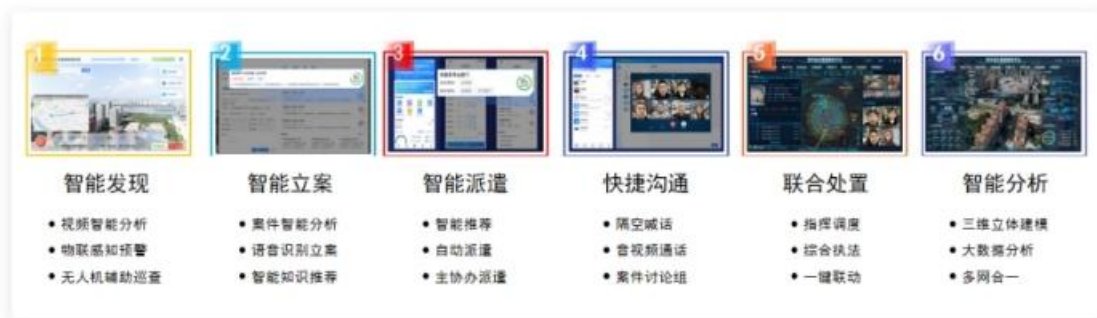 1
2
3
4
5
6
智能发现
智能立案
智能派遣
快捷沟通
联合处置
智能分析
• 视频智能分析
• 物联感知预警
• 无人机辅助巡查
• 案件智能分析
• 语音识别立案
• 智能知识推荐
• 智能推荐
• 自动派遣
• 主协办派遣
• 隔空喊话
• 音视频通话
• 案件讨论组
• 指挥调度
• 综合执法
• 一键联动
• 三维立体建模
• 大数据分析
• 多网合一